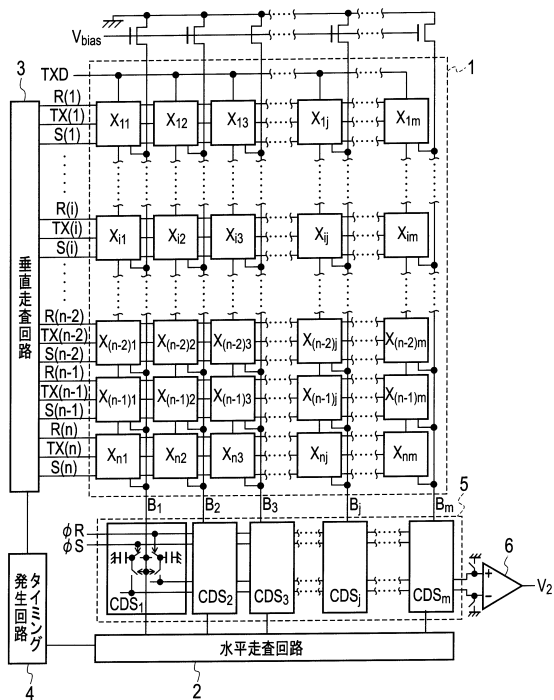 Vbias
TXD
1
3
R(1)
TX(1)
S(1)
X11 X12 X13 X1j X1m
R(i)
TX(i)
S(i)
Xi1 Xi2 Xi3 Xij Xim
垂直走査回路
R(n-2)
TX(n-2)
S(n-2)
X(n-2)1 X(n-2)2 X(n-2)3 X(n-2)j X(n-2)m
R(n-1)
TX(n-1)
S(n-1)
X(n-1)1 X(n-1)2 X(n-1)3 X(n-1)j X(n-1)m
R(n)
TX(n)
S(n)
Xn1 Xn2 Xn3 Xnj Xnm
B1 B2 B3 Bj Bm
5
φR
φS
CDS1 CDS2 CDS3 CDSj CDSm
+
−
6
V2
タイミング
発生回路
4
水平走査回路
2